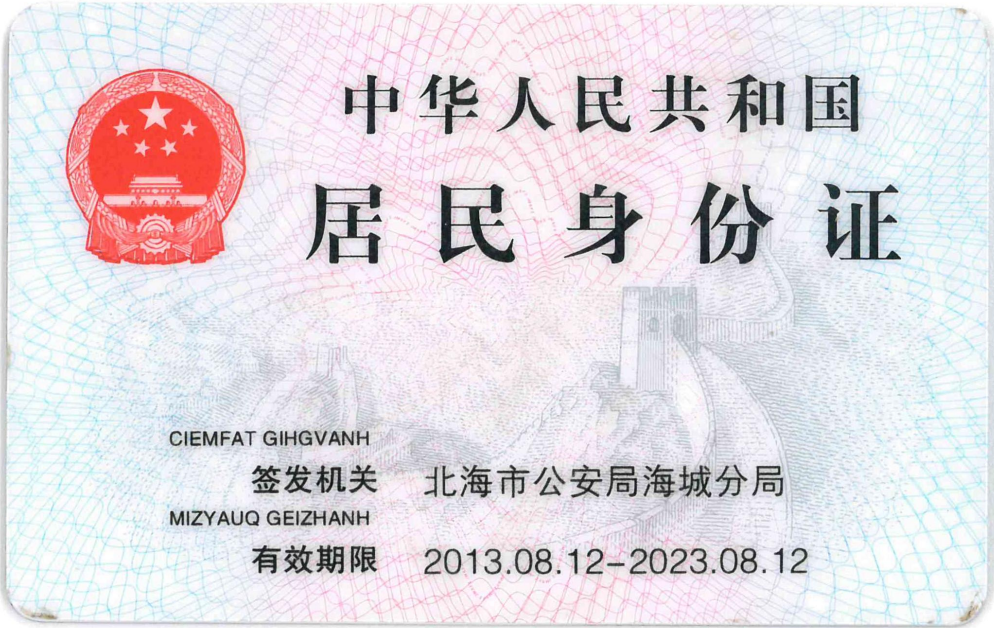 中华人民共和国
居民身份证
CIEMFAT GIHGVANH
签发机关 北海市公安局海城分局
MIZYAUQ GEIZHANH
有效期限 2013.08.12-2023.08.12